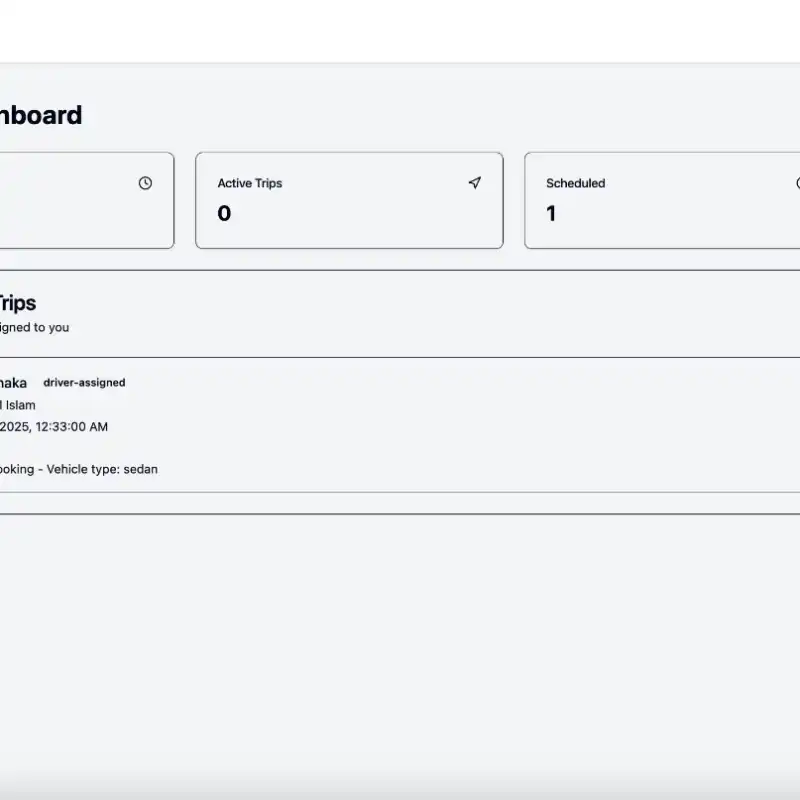 nboard
Active Trips
Scheduled
0
1
Trips
igned to you
naka driver-assigned
l Islam
2025, 12:33:00 AM
ooking - Vehicle type: sedan